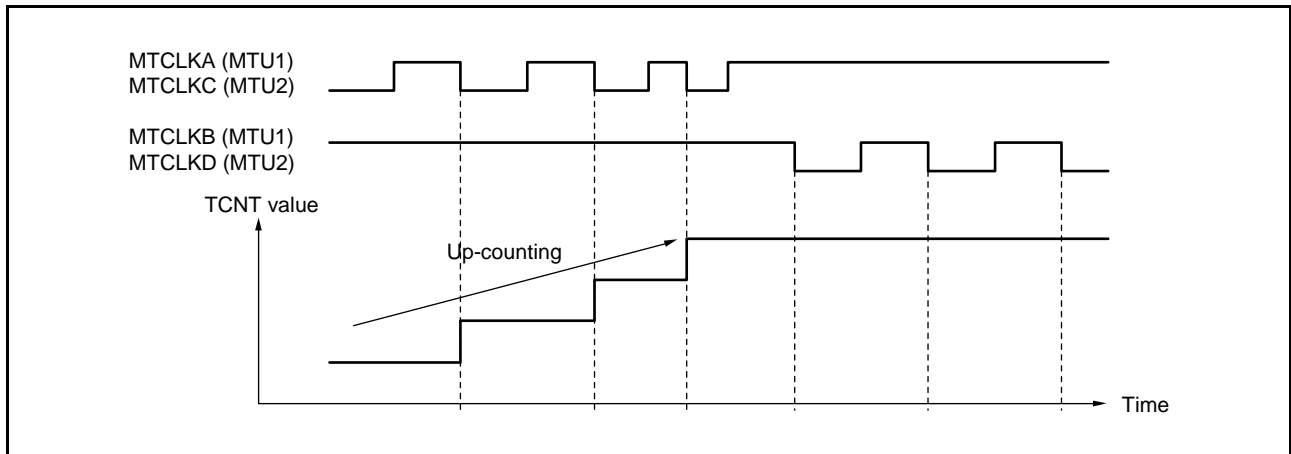 MTCLKA (MTU1)
MTCLKC (MTU2)
MTCLKB (MTU1)
MTCLKD (MTU2)
TCNT value
Up-counting
Time